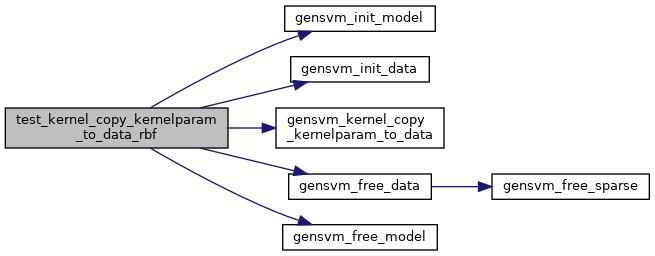 gensvm_init_model
gensvm_init_data
test_kernel_copy_kernelparam
_to_data_rbf
gensvm_kernel_copy
_kernelparam_to_data
gensvm_free_data
gensvm_free_sparse
gensvm_free_model